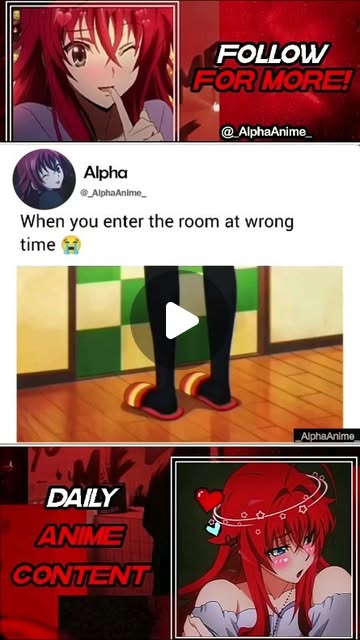 FOLLOW
FOR MORE!
@_AlphaAnime_
Alpha
@_AlphaAnime_
When you enter the room at wrong
time 😭
_AlphaAnime_
DAILY
ANIME
CONTENT